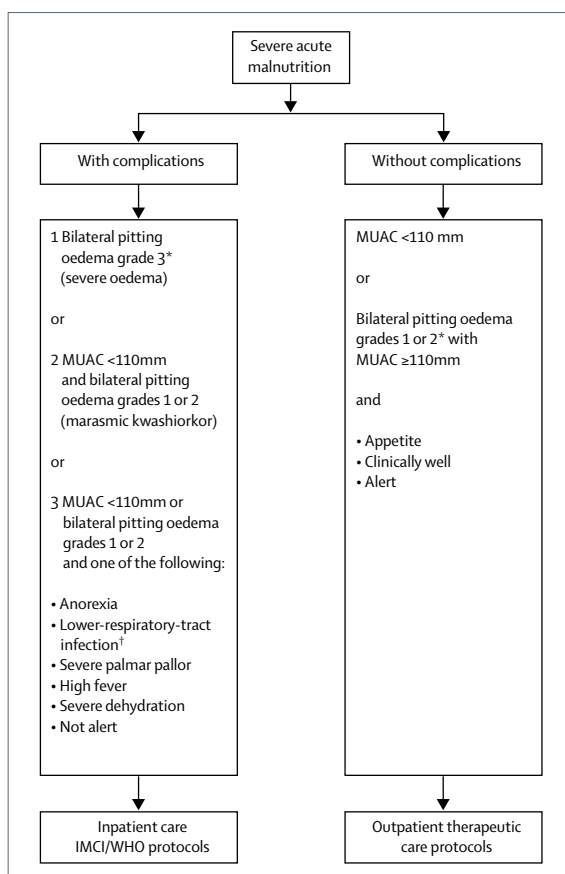 Severe acute
malnutrition
With complications
Without complications
1 Bilateral pitting
oedema grade 3*
(severe oedema)
or
2 MUAC <110mm
and bilateral pitting
oedema grades 1 or 2
(marasmic kwashiorkor)
or
3 MUAC <110mm or
bilateral pitting oedema
grades 1 or 2
and one of the following:
• Anorexia
• Lower-respiratory-tract
infection†
• Severe palmar pallor
• High fever
• Severe dehydration
• Not alert
MUAC <110 mm
or
Bilateral pitting oedema
grades 1 or 2* with
MUAC ≥110mm
and
• Appetite
• Clinically well
• Alert
Inpatient care
IMCI/WHO protocols
Outpatient therapeutic
care protocols